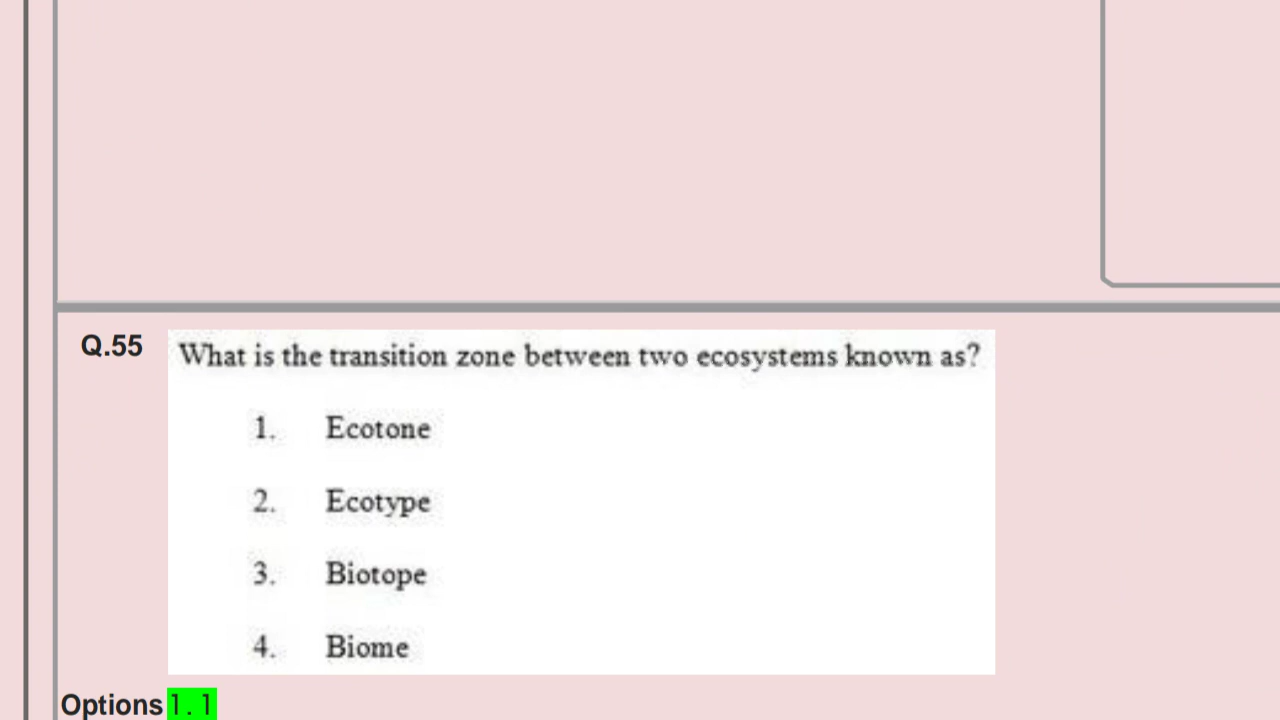 Q.55 What is the transition zone between two ecosystems known as?
1. Ecotone
2. Ecotype
3. Biotope
4. Biome
Options 1. 1